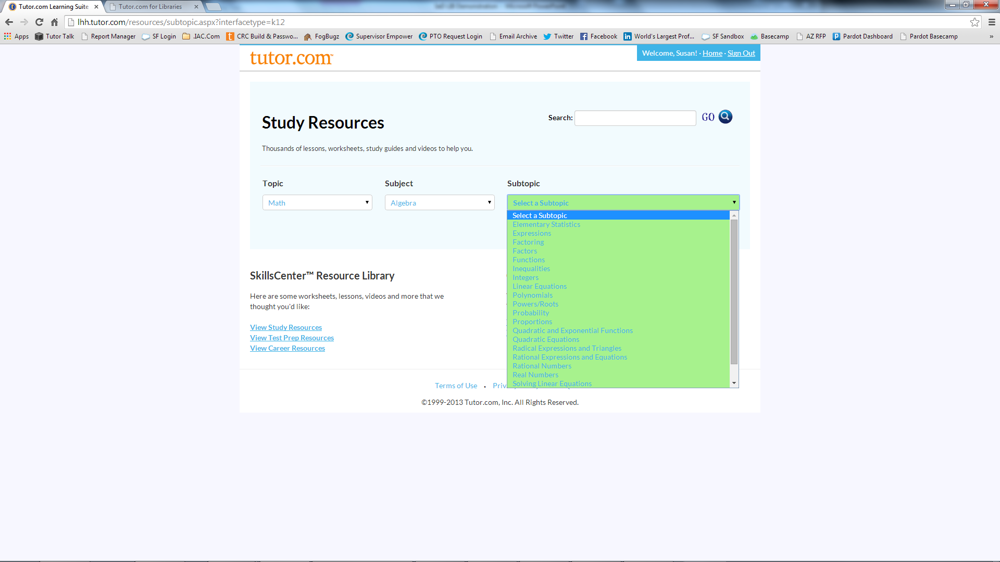 Tutor.com Learning Suite
Tutor.com for Libraries
lhh.tutor.com/resources/subtopic.aspx?interfacetype=k12
Apps Tutor Talk Report Manager SF Login .IAC.Com CRC Build & Passwo... FogBugz Supervisor Empower PTO Request Login Email Archive Twitter Facebook World's Largest Prof... SF Sandbox Basecamp AZ RFP Pardot Dashboard Pardot Basecamp »
tutor.com™
Welcome, Susan! · Home · Sign Out
Study Resources
Search: GO
Thousands of lessons, worksheets, study guides and videos to help you.
Topic Subject Subtopic
Math Algebra Select a Subtopic
Select a Subtopic
Elementary Statistics
Expressions
Factoring
Factors
Functions
Inequalities
Integers
Linear Equations
Polynomials
Powers/Roots
Probability
Proportions
Quadratic and Exponential Functions
Quadratic Equations
Radical Expressions and Triangles
Rational Expressions and Equations
Rational Numbers
Real Numbers
Solving Linear Equations
SkillsCenter™ Resource Library
Here are some worksheets, lessons, videos and more that we
thought you'd like:
View Study Resources
View Test Prep Resources
View Career Resources
Terms of Use •
©1999-2013 Tutor.com, Inc. All Rights Reserved.